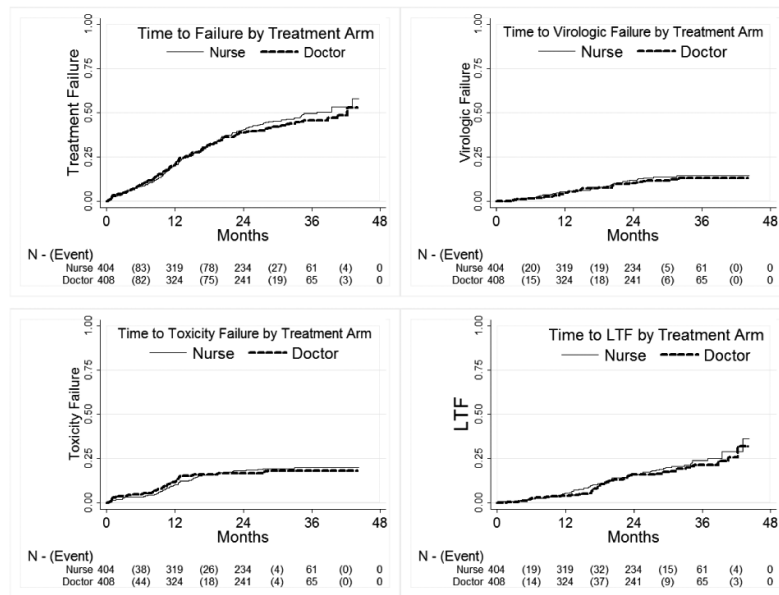 Time to Failure by Treatment Arm
Nurse Doctor
Treatment Failure
1.00
0.75
0.50
0.25
0.00
0 12 24 36 48
Months
N - (Event)
Nurse 404 (83) 319 (78) 234 (27) 61 (4) 0
Doctor 408 (82) 324 (75) 241 (19) 65 (3) 0
Time to Virologic Failure by Treatment Arm
Nurse Doctor
Virologic Failure
1.00
0.75
0.50
0.25
0.00
0 12 24 36 48
Months
N - (Event)
Nurse 404 (20) 319 (19) 234 (5) 61 (0) 0
Doctor 408 (15) 324 (18) 241 (6) 65 (0) 0
Time to Toxicity Failure by Treatment Arm
Nurse Doctor
Toxicity Failure
1.00
0.75
0.50
0.25
0.00
0 12 24 36 48
Months
N - (Event)
Nurse 404 (38) 319 (26) 234 (4) 61 (0) 0
Doctor 408 (44) 324 (18) 241 (4) 65 (0) 0
Time to LTF by Treatment Arm
Nurse Doctor
LTF
1.00
0.75
0.50
0.25
0.00
0 12 24 36 48
Months
N - (Event)
Nurse 404 (19) 319 (32) 234 (15) 61 (4) 0
Doctor 408 (14) 324 (37) 241 (9) 65 (3) 0